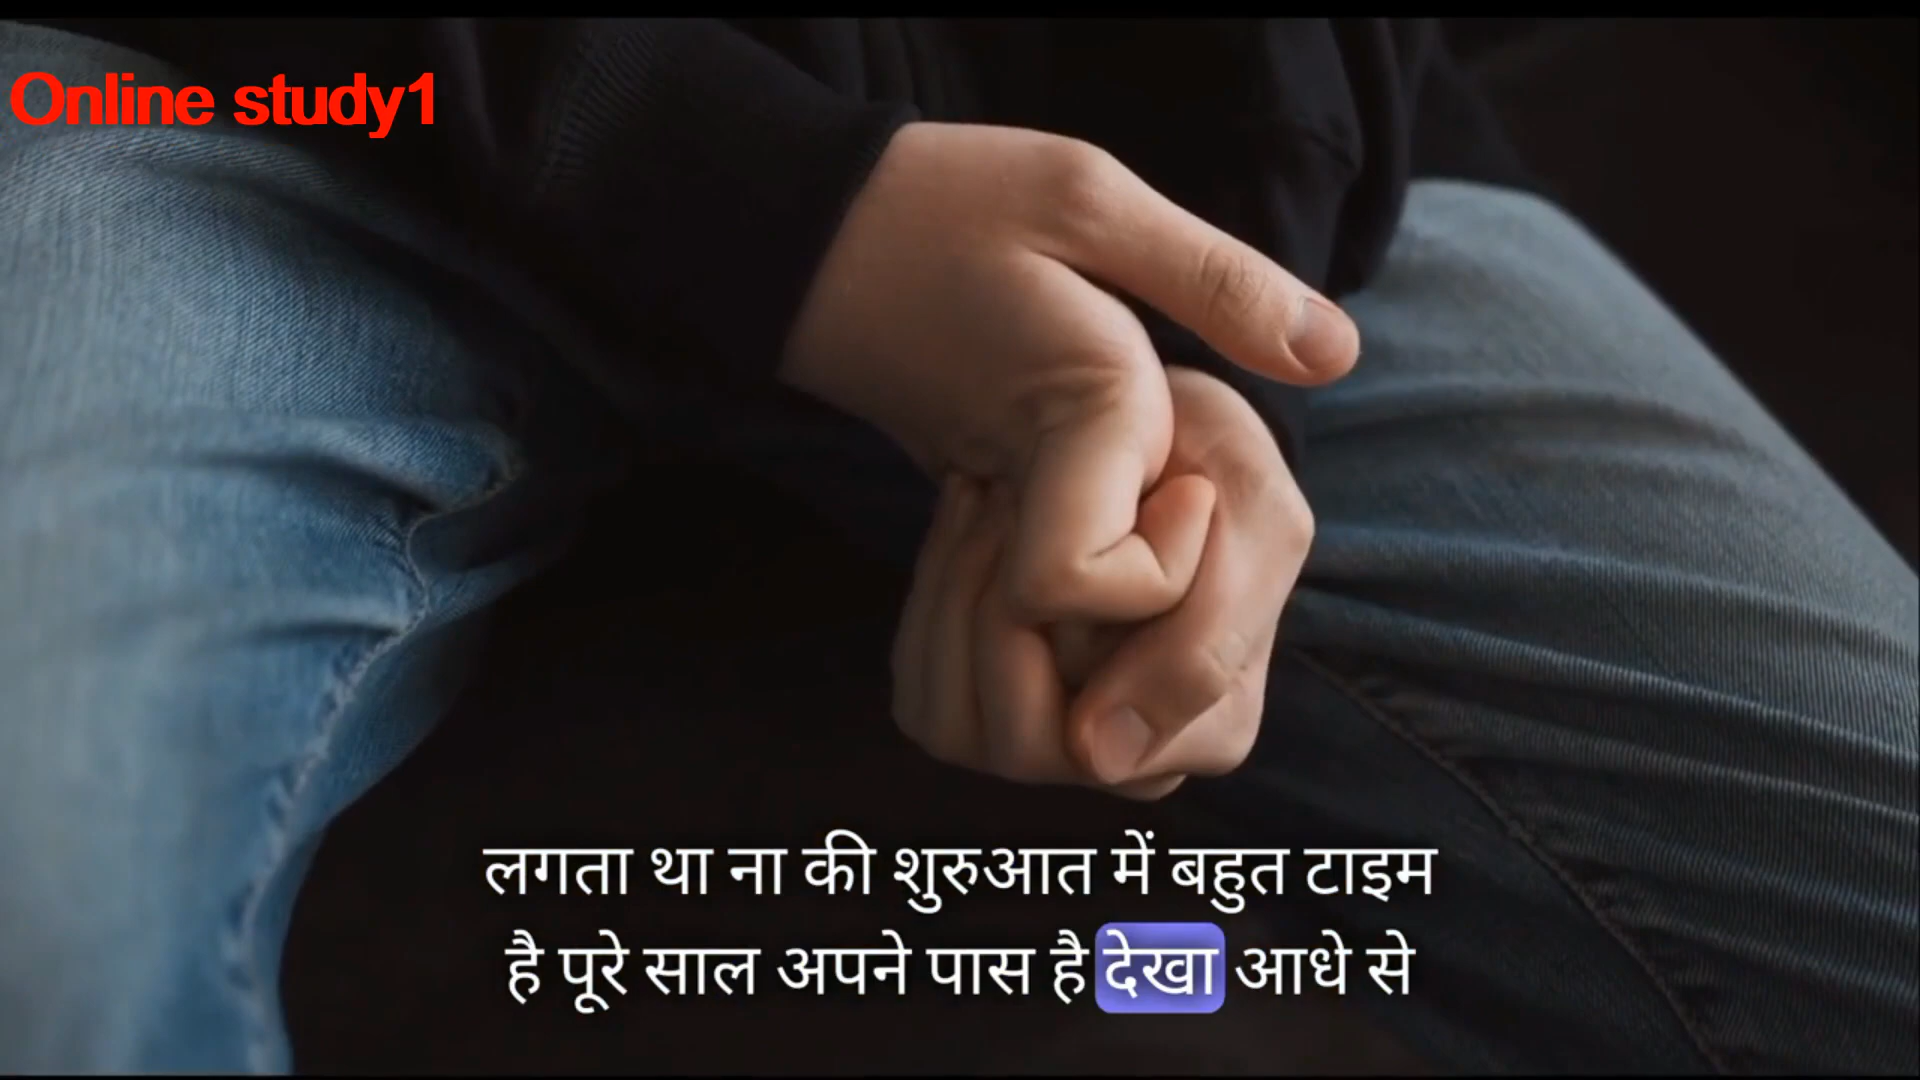 Online study1
लगता था ना की शुरुआत में बहुत टाइम
है पूरे साल अपने पास है देखा आधे से